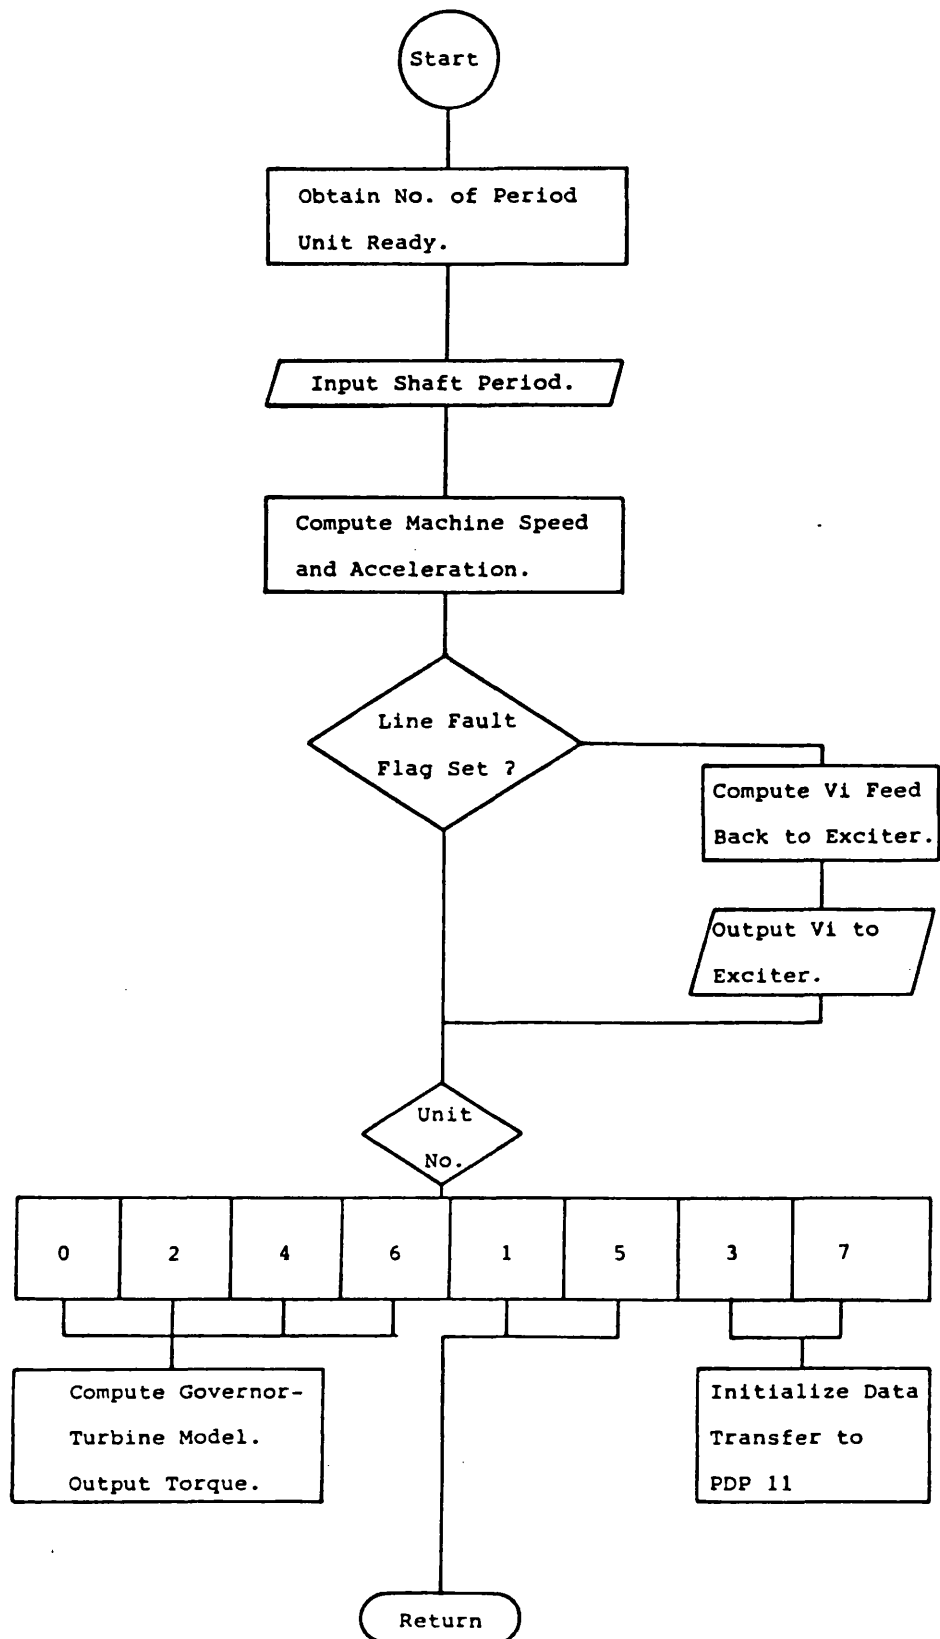 Start
Obtain No. of Period
Unit Ready.
Input Shaft Period.
Compute Machine Speed
and Acceleration.
Line Fault
Flag Set ?
Compute Vi Feed
Back to Exciter.
Output Vi to
Exciter.
Unit
No.
0 2 4 6 1 5 3 7
Compute Governor-
Turbine Model.
Output Torque.
Initialize Data
Transfer to
PDP 11
Return